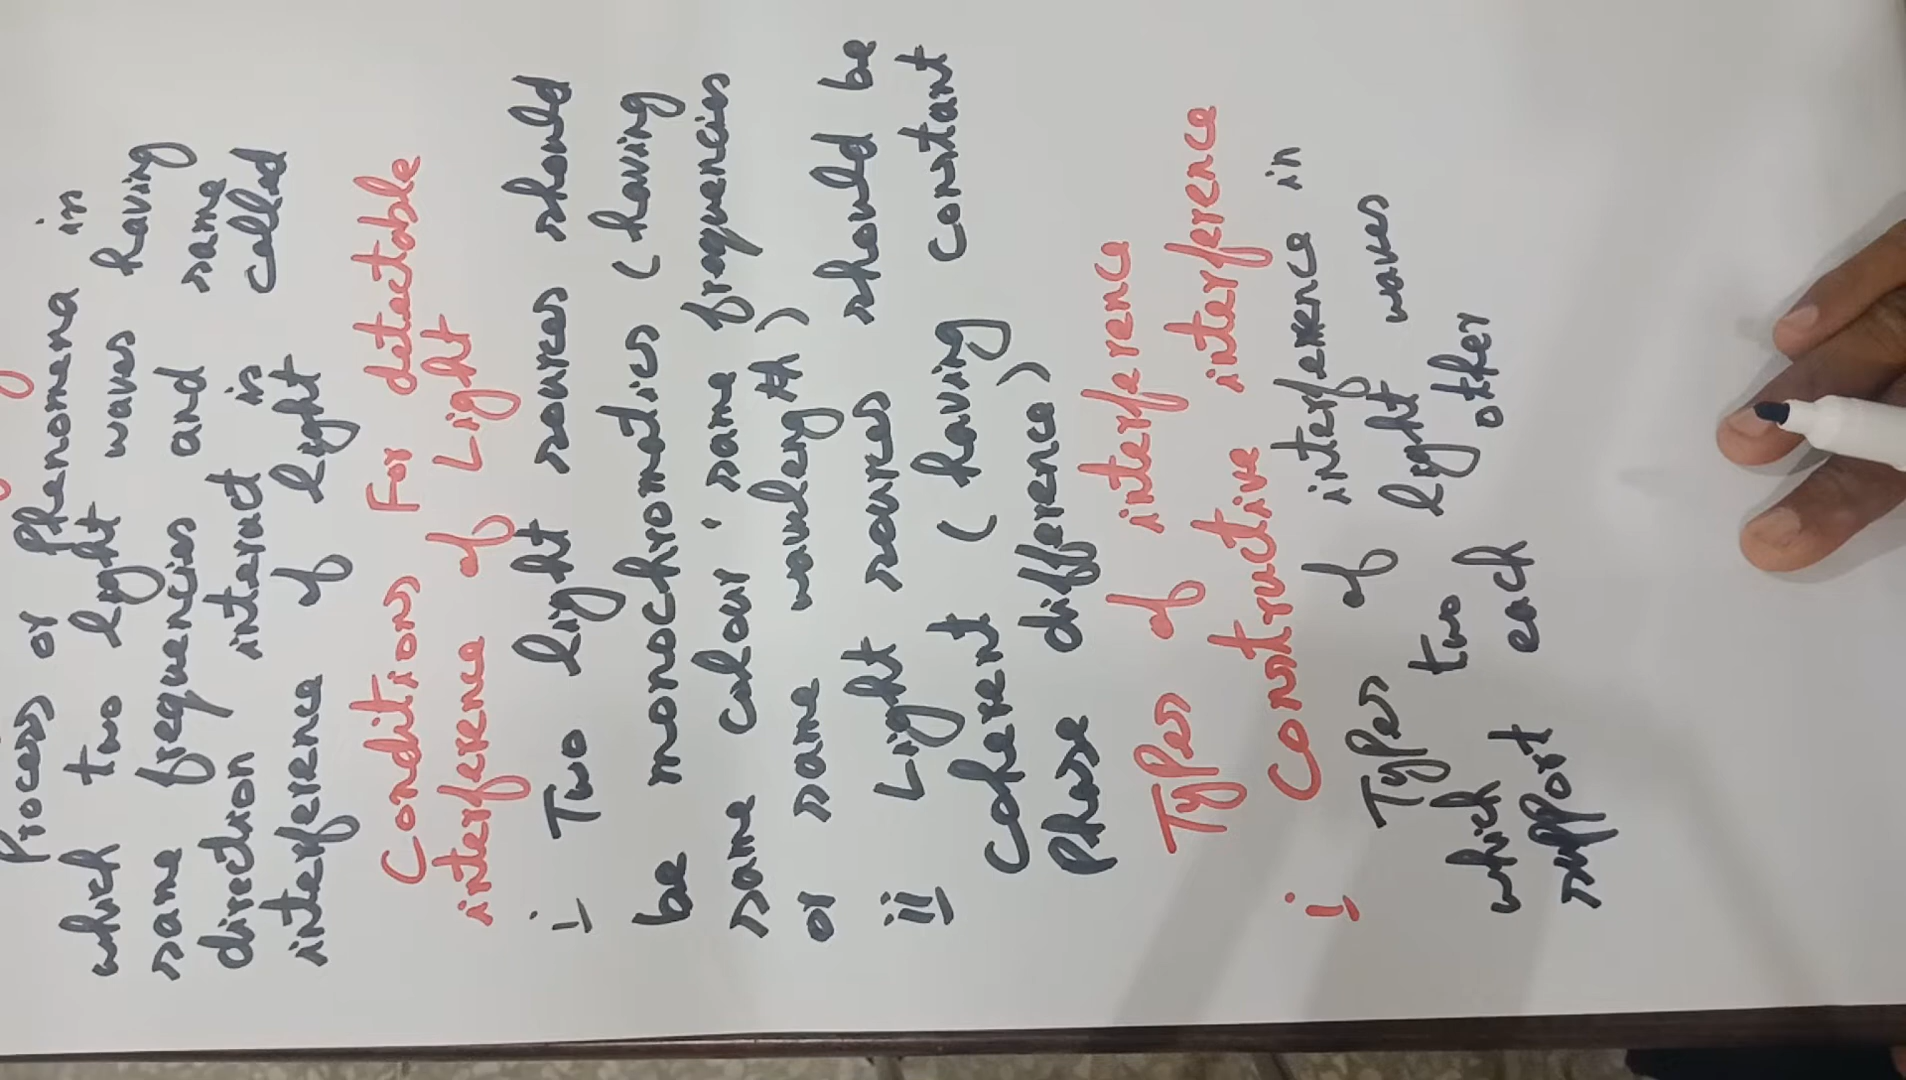 Process or Phenomena in
which two light waves having
same frequencies and same
direction interact is called
interference of light
Conditions For detectable
interference of Light
i Two light sources should
be monochromatics (having
same colour, same frequencies
or same wavlength)
ii Light sources should be
Coherent (having constant
Phase difference)
Types of interference
i Constructive interference
Types of interference in
which two light waves
support each other